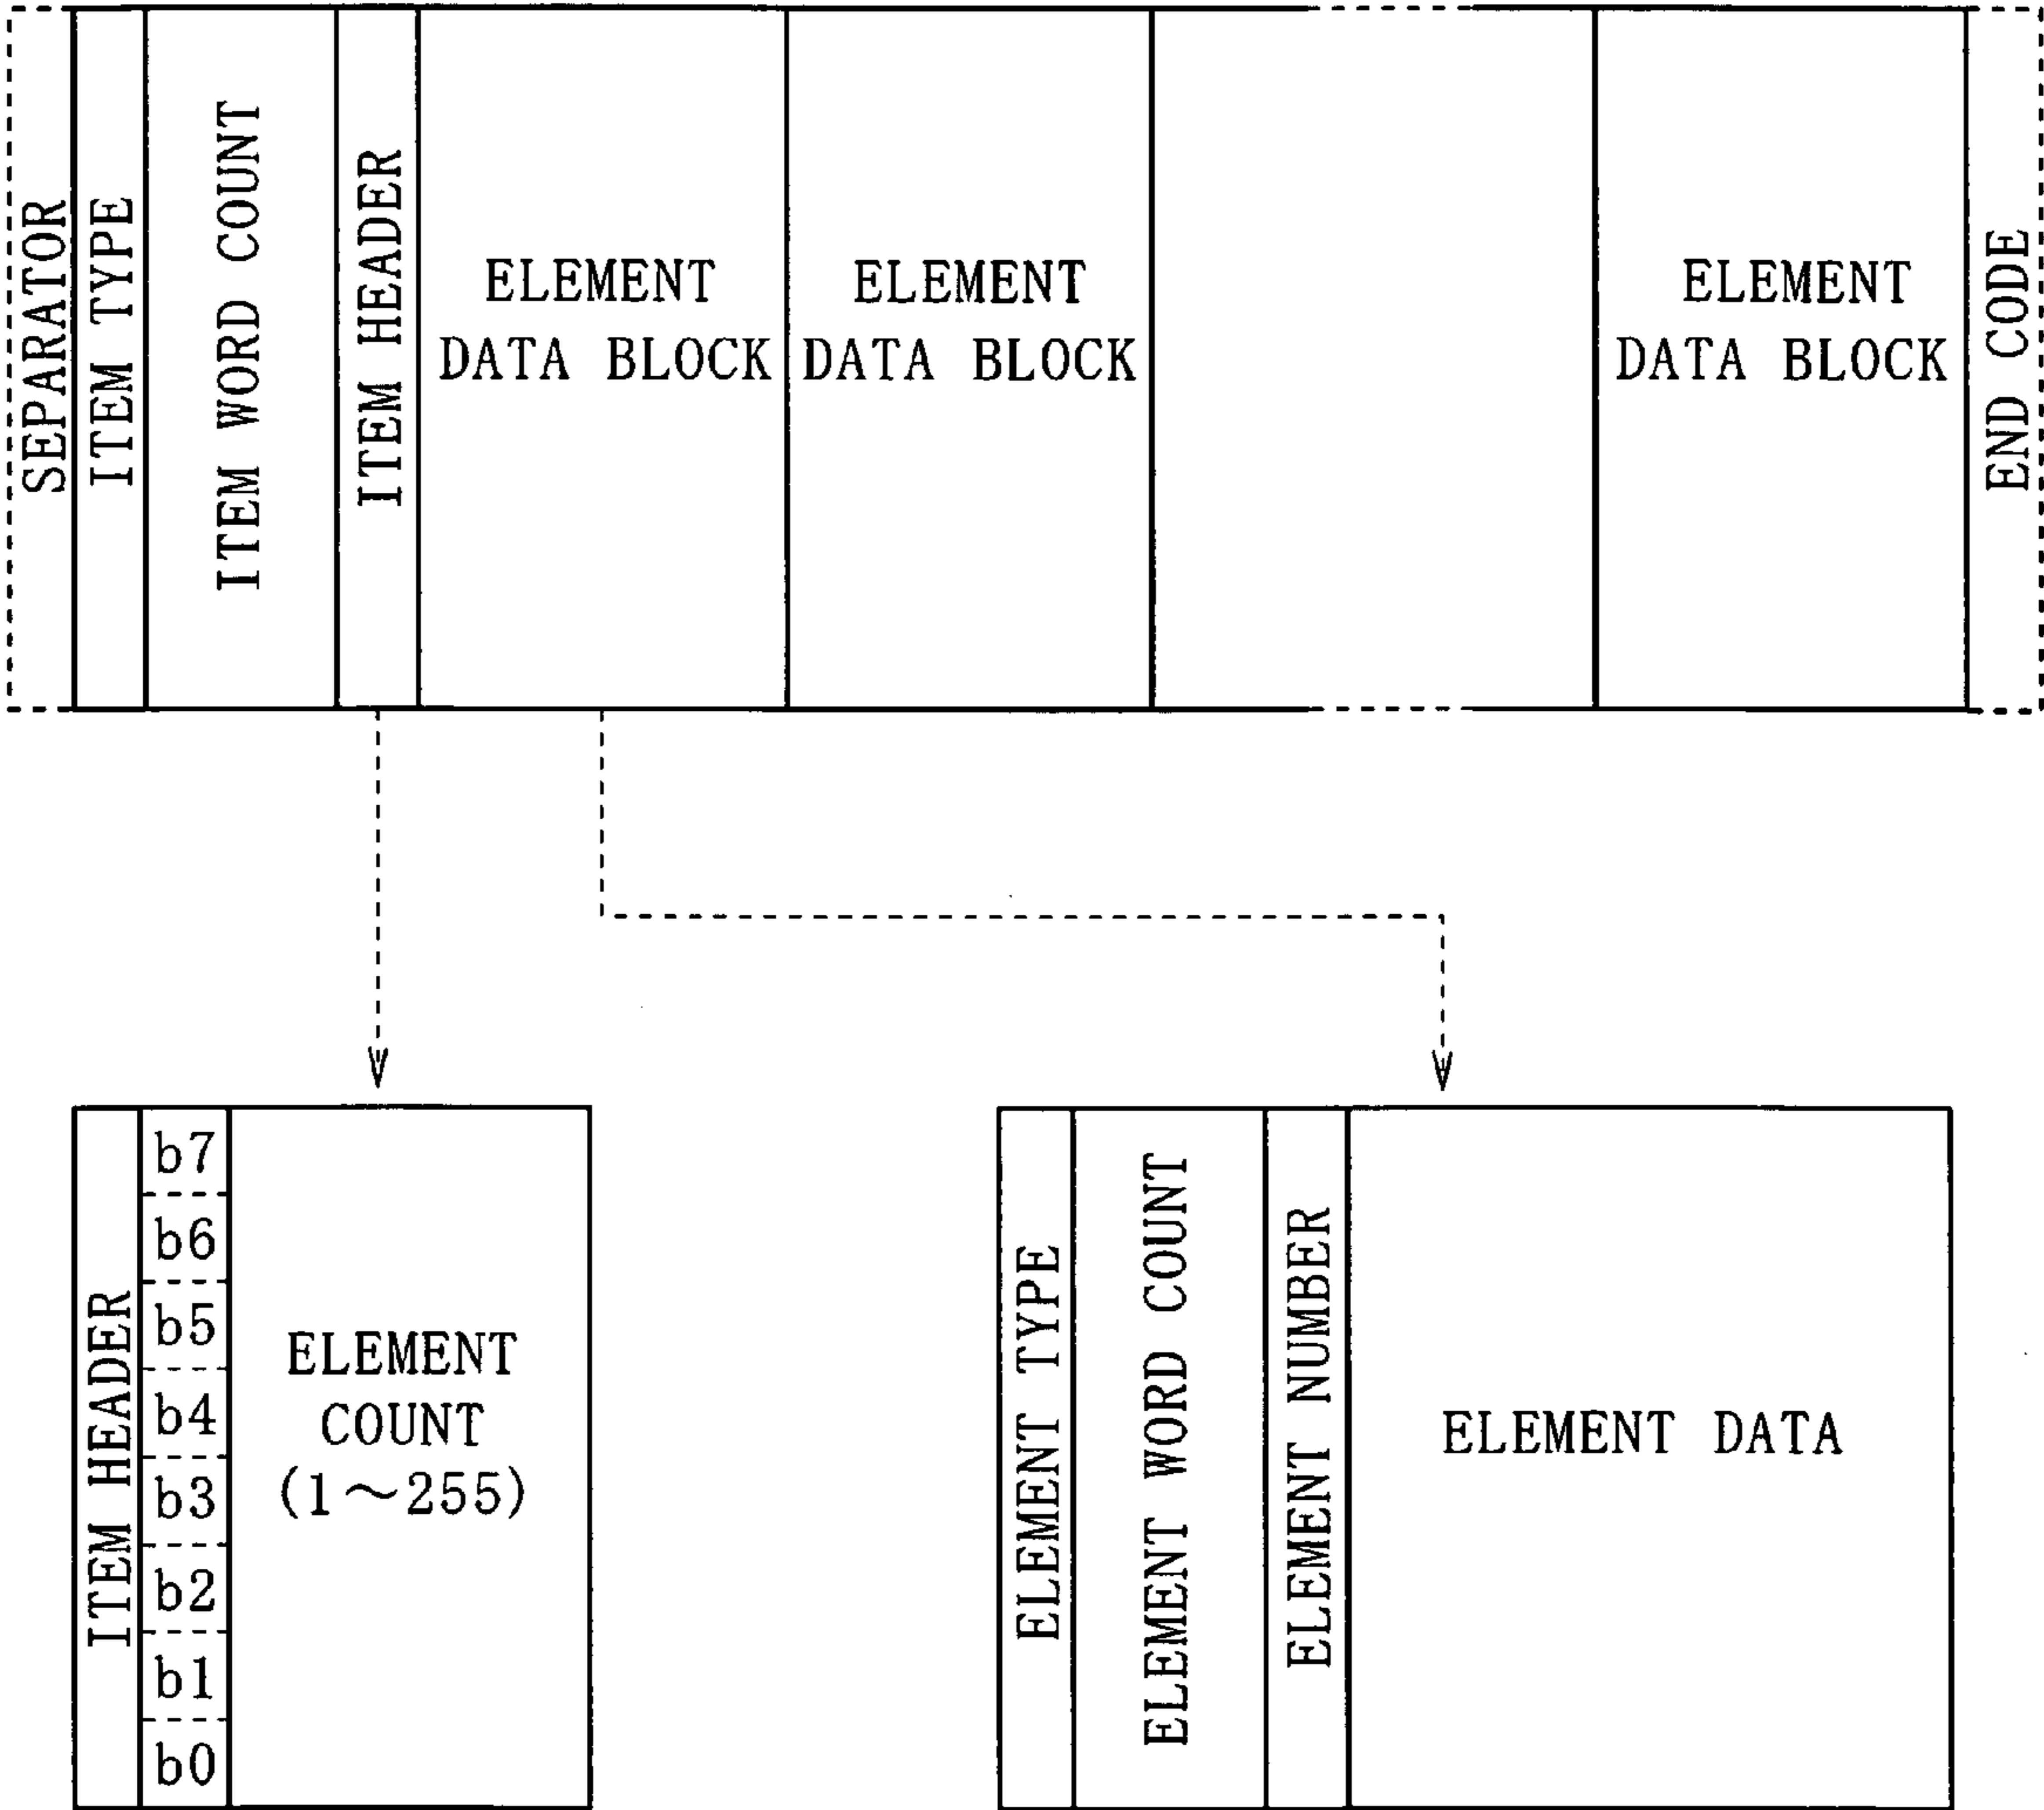 SEPARATOR
ITEM TYPE
ITEM WORD COUNT
ITEM HEADER
ELEMENT
DATA BLOCK
ELEMENT
DATA BLOCK
ELEMENT
DATA BLOCK
END CODE
ITEM HEADER
b7
b6
b5
b4
b3
b2
b1
b0
ELEMENT
COUNT
(1～255)
ELEMENT TYPE
ELEMENT WORD COUNT
ELEMENT NUMBER
ELEMENT DATA